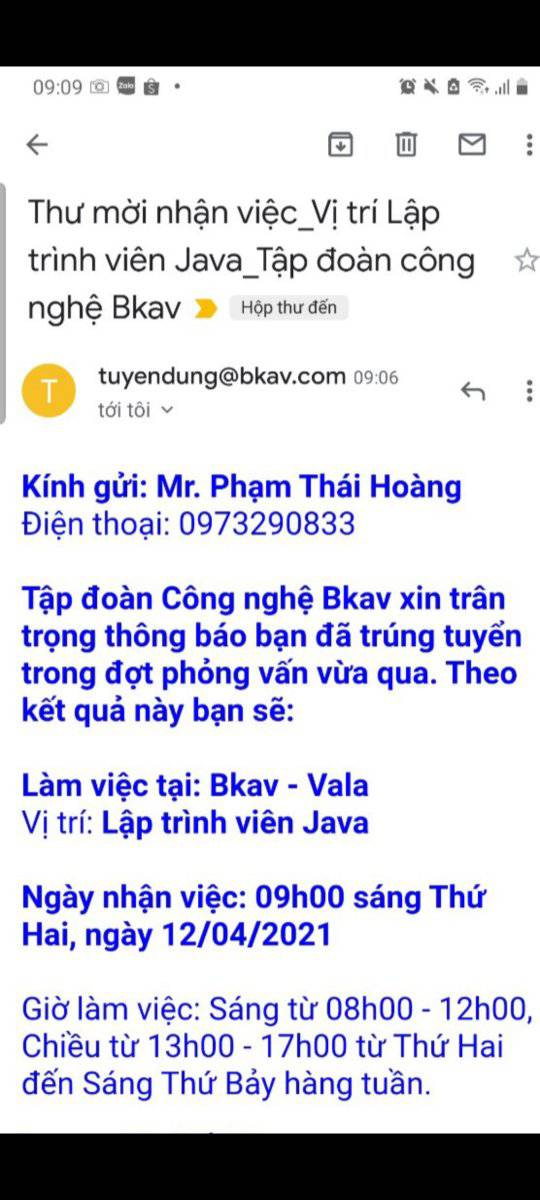 09:09
Zalo
Thư mời nhận việc_Vị trí Lập
trình viên Java_Tập đoàn công
nghệ Bkav
Hộp thư đến
T
tuyendung@bkav.com 09:06
tới tôi
Kính gửi: Mr. Phạm Thái Hoàng
Điện thoại: 0973290833
Tập đoàn Công nghệ Bkav xin trân
trọng thông báo bạn đã trúng tuyển
trong đợt phỏng vấn vừa qua. Theo
kết quả này bạn sẽ:
Làm việc tại: Bkav - Vala
Vị trí: Lập trình viên Java
Ngày nhận việc: 09h00 sáng Thứ
Hai, ngày 12/04/2021
Giờ làm việc: Sáng từ 08h00 - 12h00,
Chiều từ 13h00 - 17h00 từ Thứ Hai
đến Sáng Thứ Bảy hàng tuần.